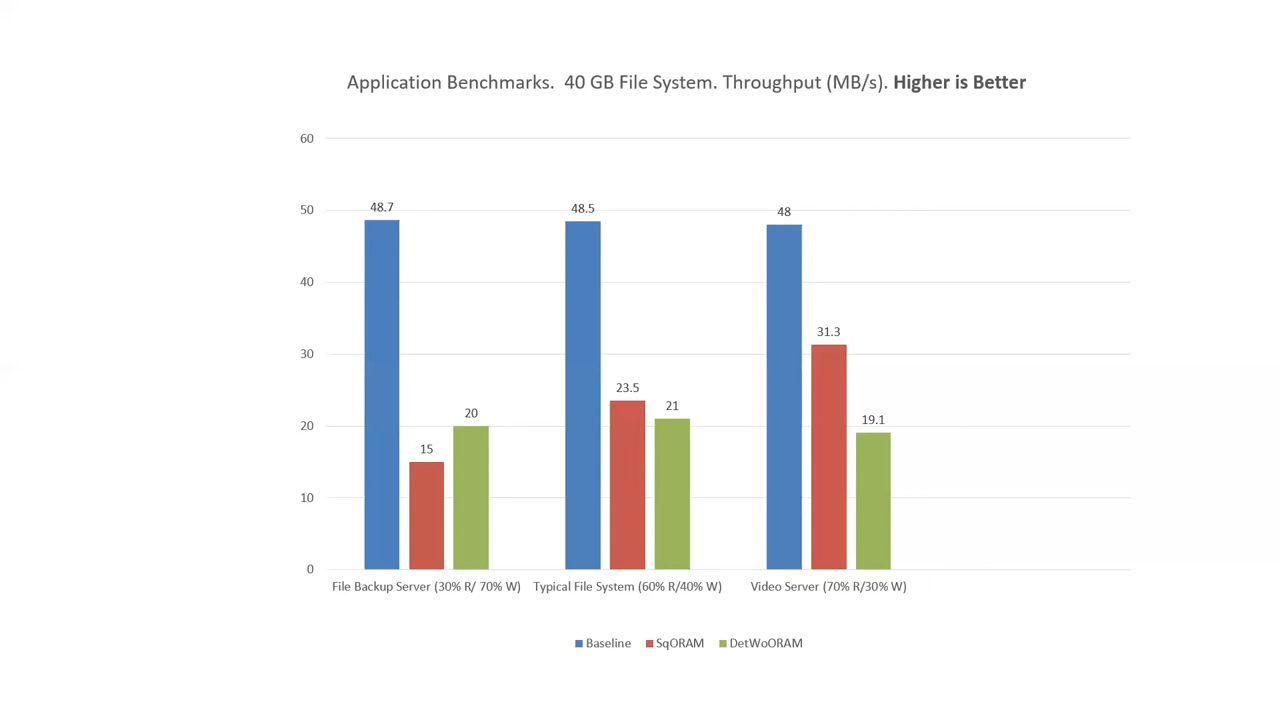 Application Benchmarks.  40 GB File System. Throughput (MB/s). Higher is Better
60
50
40
30
20
10
0
48.7
15
20
48.5
23.5
21
48
31.3
19.1
File Backup Server (30% R/ 70% W)
Typical File System (60% R/40% W)
Video Server (70% R/30% W)
Baseline
SqORAM
DetWoORAM